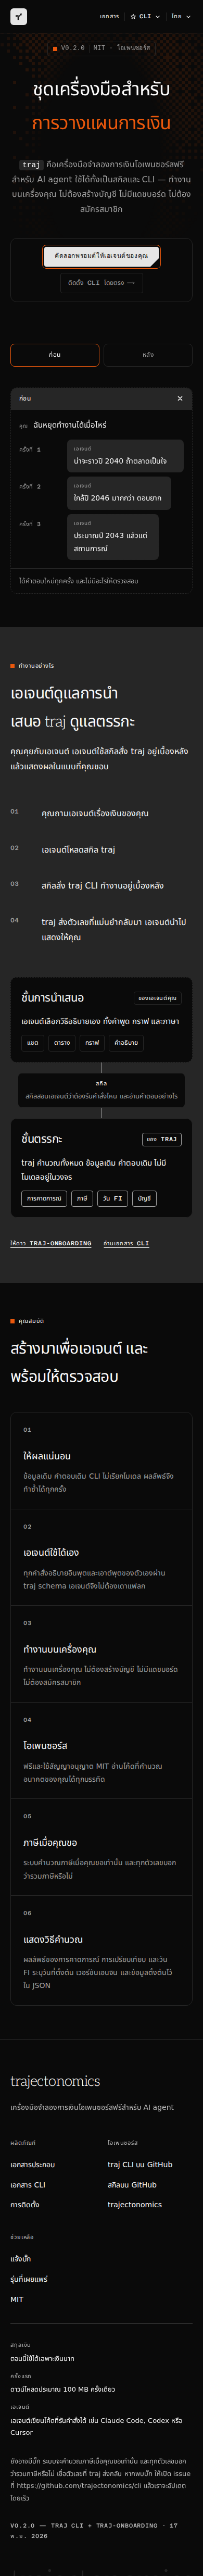 เอกสาร
CLI
ไทย
V0.2.0 | MIT · โอเพนซอร์ส
ชุดเครื่องมือสำหรับ
การวางแผนการเงิน
traj คือเครื่องมือจำลองการเงินโอเพนซอร์สฟรี
สำหรับ AI agent ใช้ได้ทั้งเป็นสกิลและ CLI — ทำงาน
บนเครื่องคุณ ไม่ต้องสร้างบัญชี ไม่มีแดชบอร์ด ไม่ต้อง
สมัครสมาชิก
คัดลอกพรอมต์ให้เอเจนต์ของคุณ
ติดตั้ง CLI โดยตรง
ก่อน
หลัง
ก่อน
คุณ ฉันหยุดทำงานได้เมื่อไหร่
ครั้งที่ 1
เอเจนต์
น่าจะราวปี 2040 ถ้าตลาดเป็นใจ
ครั้งที่ 2
เอเจนต์
ใกล้ปี 2046 มากกว่า ตอบยาก
ครั้งที่ 3
เอเจนต์
ประมาณปี 2043 แล้วแต่
สถานการณ์
ได้คำตอบใหม่ทุกครั้ง และไม่มีอะไรให้ตรวจสอบ
ทำงานอย่างไร
เอเจนต์ดูแลการนำ
เสนอ traj ดูแลตรรกะ
คุณคุยกับเอเจนต์ เอเจนต์ใช้สกิลสั่ง traj อยู่เบื้องหลัง
แล้วแสดงผลในแบบที่คุณชอบ
01
คุณถามเอเจนต์เรื่องเงินของคุณ
02
เอเจนต์โหลดสกิล traj
03
สกิลสั่ง traj CLI ทำงานอยู่เบื้องหลัง
04
traj ส่งตัวเลขที่แม่นยำกลับมา เอเจนต์นำไป
แสดงให้คุณ
ชั้นการนำเสนอ
ของเอเจนต์คุณ
เอเจนต์เลือกวิธีอธิบายเอง ทั้งคำพูด กราฟ และภาษา
แชต
ตาราง
กราฟ
คำอธิบาย
สกิล
สกิลสอนเอเจนต์ว่าต้องรันคำสั่งไหน และอ่านคำตอบอย่างไร
ชั้นตรรกะ
ของ TRAJ
traj คำนวณทั้งหมด ข้อมูลเดิม คำตอบเดิม ไม่มี
โมเดลอยู่ในวงจร
การคาดการณ์
ภาษี
วัน FI
บัญชี
ให้ดาว TRAJ-ONBOARDING
อ่านเอกสาร CLI
คุณสมบัติ
สร้างมาเพื่อเอเจนต์ และ
พร้อมให้ตรวจสอบ
01
ให้ผลแน่นอน
ข้อมูลเดิม คำตอบเดิม CLI ไม่เรียกโมเดล ผลลัพธ์จึง
ทำซ้ำได้ทุกครั้ง
02
เอเจนต์ใช้ได้เอง
ทุกคำสั่งอธิบายอินพุตและเอาต์พุตของตัวเองผ่าน
traj schema เอเจนต์จึงไม่ต้องเดาแฟลก
03
ทำงานบนเครื่องคุณ
ทำงานบนเครื่องคุณ ไม่ต้องสร้างบัญชี ไม่มีแดชบอร์ด
ไม่ต้องสมัครสมาชิก
04
โอเพนซอร์ส
ฟรีและใช้สัญญาอนุญาต MIT อ่านโค้ดที่คำนวณ
อนาคตของคุณได้ทุกบรรทัด
05
ภาษีเมื่อคุณขอ
ระบบคำนวณภาษีเมื่อคุณขอเท่านั้น และทุกตัวเลขบอก
ว่ารวมภาษีหรือไม่
06
แสดงวิธีคำนวณ
ผลลัพธ์ของการคาดการณ์ การเปรียบเทียบ และวัน
FI ระบุวันที่ตั้งต้น เวอร์ชันเอนจิน และข้อมูลตั้งต้นไว้
ใน JSON
trajectonomics
เครื่องมือจำลองการเงินโอเพนซอร์สฟรีสำหรับ AI agent
ผลิตภัณฑ์
เอกสารประกอบ
เอกสาร CLI
การติดตั้ง
โอเพนซอร์ส
traj CLI บน GitHub
สกิลบน GitHub
trajectonomics
ช่วยเหลือ
แจ้งบั๊ก
รุ่นที่เผยแพร่
MIT
สกุลเงิน
ตอนนี้ใช้ได้เฉพาะเงินบาท
ครั้งแรก
ดาวน์โหลดประมาณ 100 MB ครั้งเดียว
เอเจนต์
เอเจนต์เขียนโค้ดที่รันคำสั่งได้ เช่น Claude Code, Codex หรือ
Cursor
ยังอาจมีบั๊ก ระบบจะคำนวณภาษีเมื่อคุณขอเท่านั้น และทุกตัวเลขบอก
ว่ารวมภาษีหรือไม่ เชื่อตัวเลขที่ traj ส่งกลับ หากพบบั๊ก ให้เปิด issue
ที่ https://github.com/trajectonomics/cli แล้วเราจะอัปเดต
โดยเร็ว
V0.2.0 — TRAJ CLI + TRAJ-ONBOARDING · 17
พ.ย. 2026